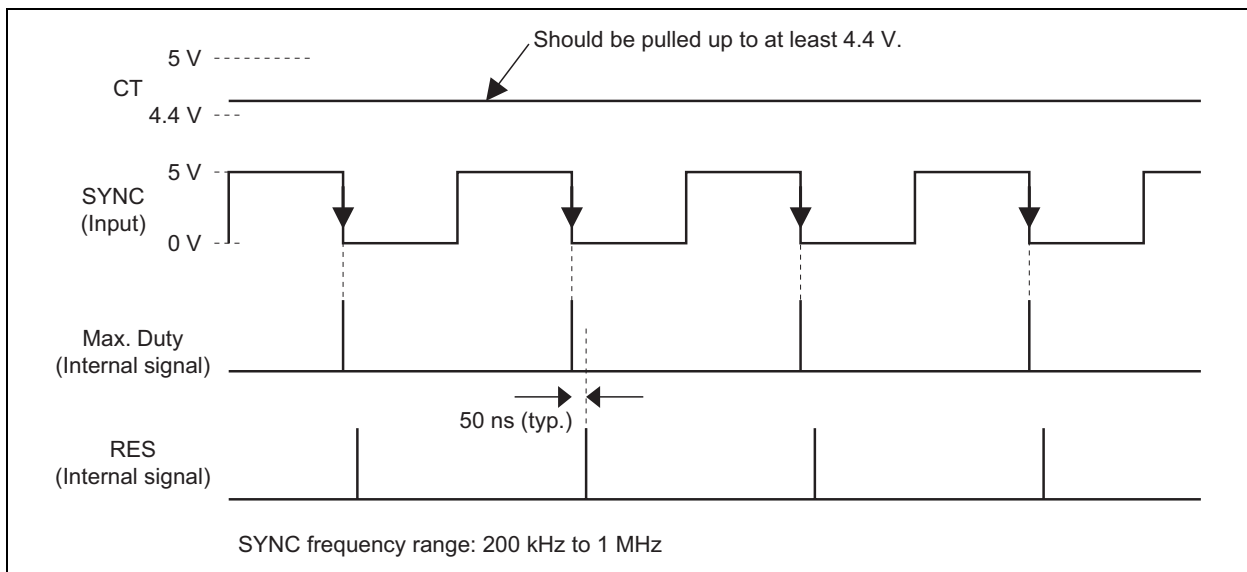 Should be pulled up to at least 4.4 V.
5 V
CT
4.4 V
5 V
SYNC
(Input)
0 V
Max. Duty
(Internal signal)
50 ns (typ.)
RES
(Internal signal)
SYNC frequency range: 200 kHz to 1 MHz